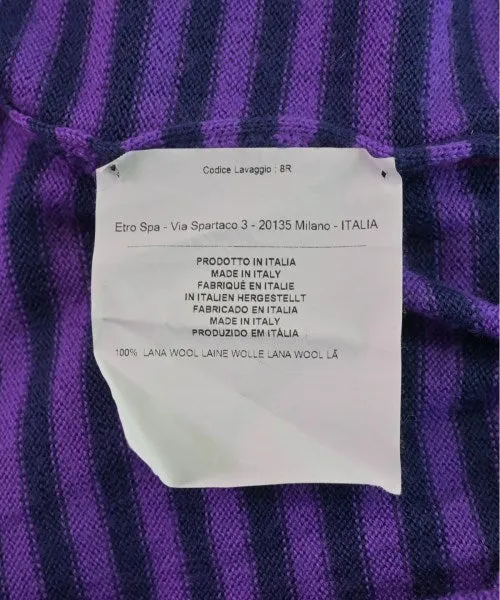 Codice Lavaggio : 8R
Etro Spa - Via Spartaco 3 - 20135 Milano - ITALIA
PRODOTTO IN ITALIA
MADE IN ITALY
FABRIQUÉ EN ITALIE
IN ITALIEN HERGESTELLT
FABRICADO EN ITALIA
MADE IN ITALY
PRODUZIDO EM ITÀLIA
100% LANA WOOL LAINE WOLLE LANA WOOL LÃ